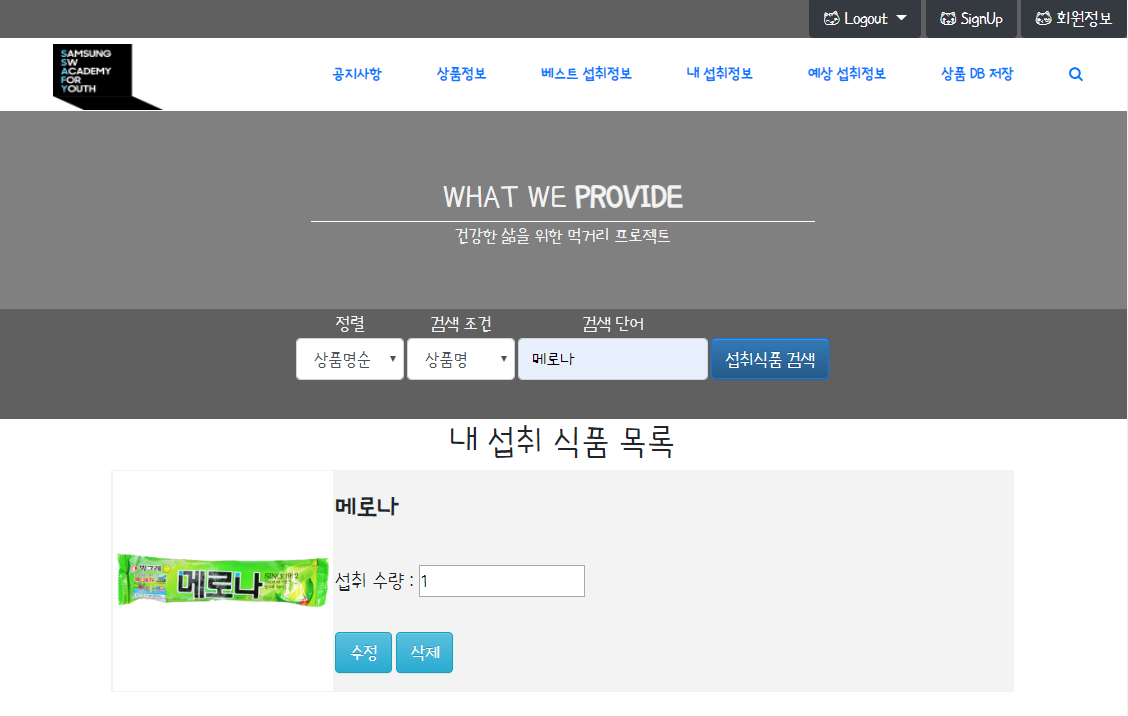 Logout
SignUp
회원정보
SAMSUNG
SW
ACADEMY
FOR
YOUTH
공지사항
상품정보
베스트 섭취정보
내 섭취정보
예상 섭취정보
상품 DB 저장
WHAT WE PROVIDE
건강한 삶을 위한 먹거리 프로젝트
정렬
검색 조건
검색 단어
상품명순
상품명
메로나
섭취식품 검색
내 섭취 식품 목록
메로나
빙그레
메로나
섭취 수량 : 1
수정
삭제